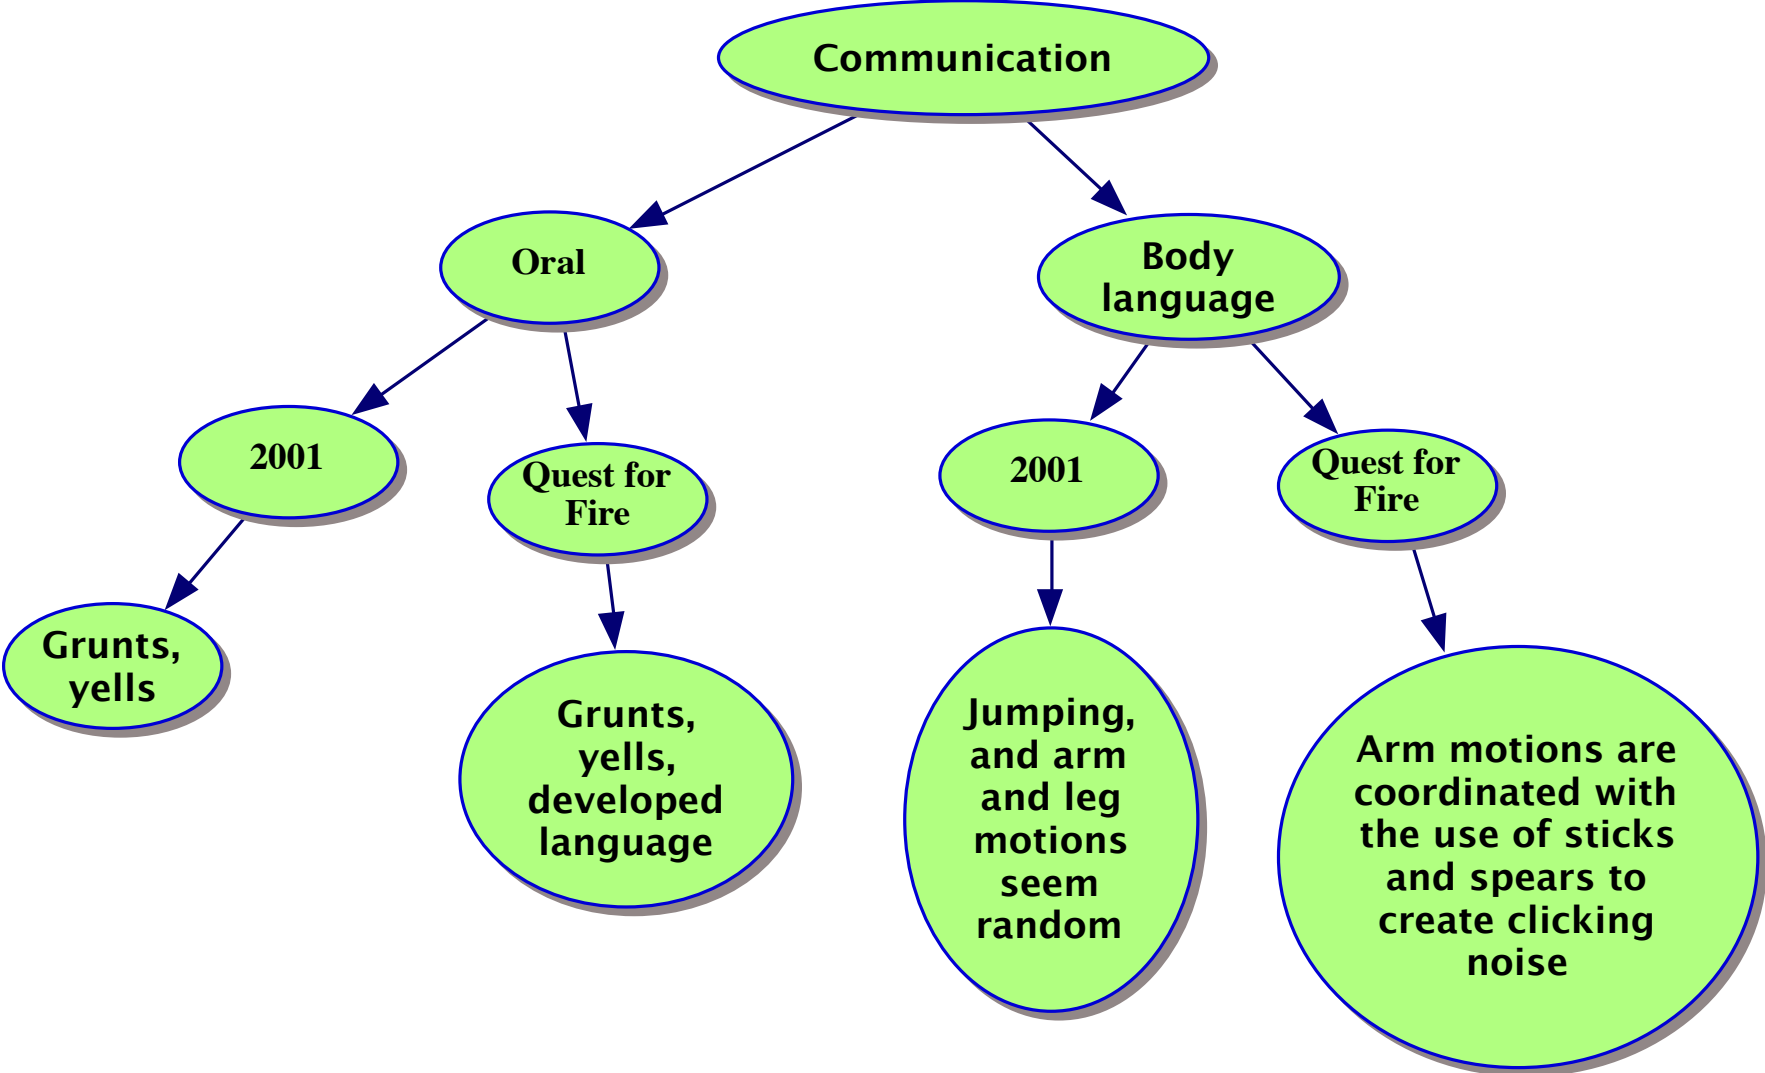 Communication
Oral
Body
language
2001
Quest for
Fire
2001
Quest for
Fire
Grunts,
yells
Grunts,
yells,
developed
language
Jumping,
and arm
and leg
motions
seem
random
Arm motions are
coordinated with
the use of sticks
and spears to
create clicking
noise